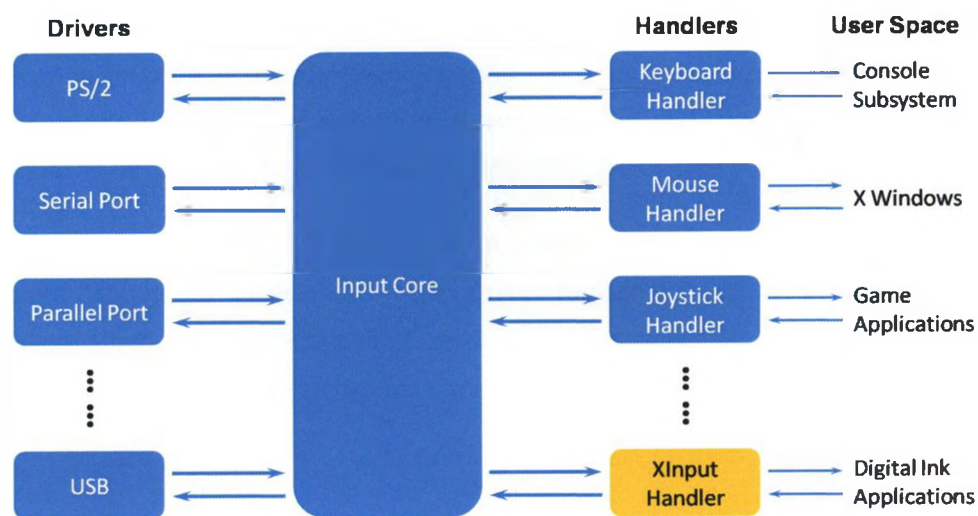 Drivers
Handlers
User Space
PS/2
Keyboard
Handler
Console
Subsystem
Serial Port
Mouse
Handler
X Windows
Input Core
Parallel Port
Joystick
Handler
Game
Applications
USB
XInput
Handler
Digital Ink
Applications